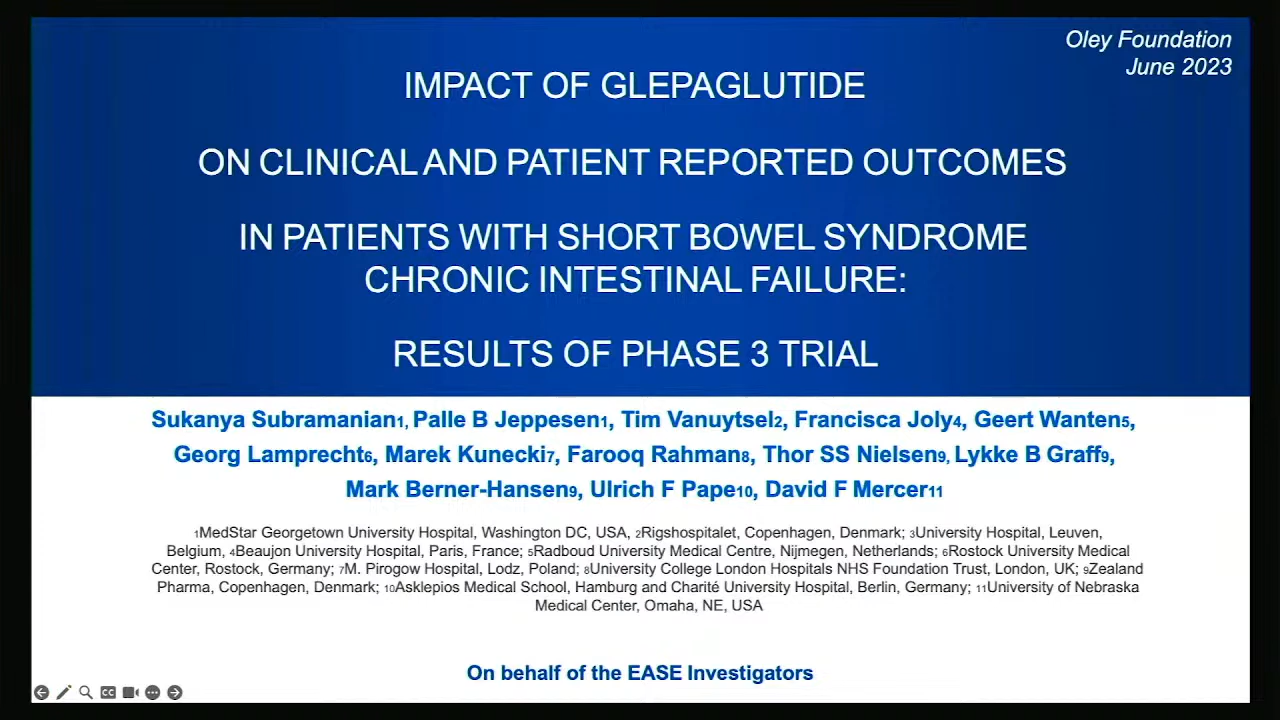 Oley Foundation
June 2023
IMPACT OF GLEPAGLUTIDE
ON CLINICAL AND PATIENT REPORTED OUTCOMES
IN PATIENTS WITH SHORT BOWEL SYNDROME
CHRONIC INTESTINAL FAILURE:
RESULTS OF PHASE 3 TRIAL
Sukanya Subramanian1, Palle B Jeppesen1, Tim Vanuytsel2, Francisca Joly4, Geert Wanten5,
Georg Lamprecht6, Marek Kunecki7, Farooq Rahman8, Thor SS Nielsen9, Lykke B Graff9,
Mark Berner-Hansen9, Ulrich F Pape10, David F Mercer11
1MedStar Georgetown University Hospital, Washington DC, USA, 2Rigshospitalet, Copenhagen, Denmark; 3University Hospital, Leuven,
Belgium, 4Beaujon University Hospital, Paris, France; 5Radboud University Medical Centre, Nijmegen, Netherlands; 6Rostock University Medical
Center, Rostock, Germany; 7M. Pirogow Hospital, Lodz, Poland; 8University College London Hospitals NHS Foundation Trust, London, UK; 9Zealand
Pharma, Copenhagen, Denmark; 10Asklepios Medical School, Hamburg and Charité University Hospital, Berlin, Germany; 11University of Nebraska
Medical Center, Omaha, NE, USA
On behalf of the EASE Investigators
CC